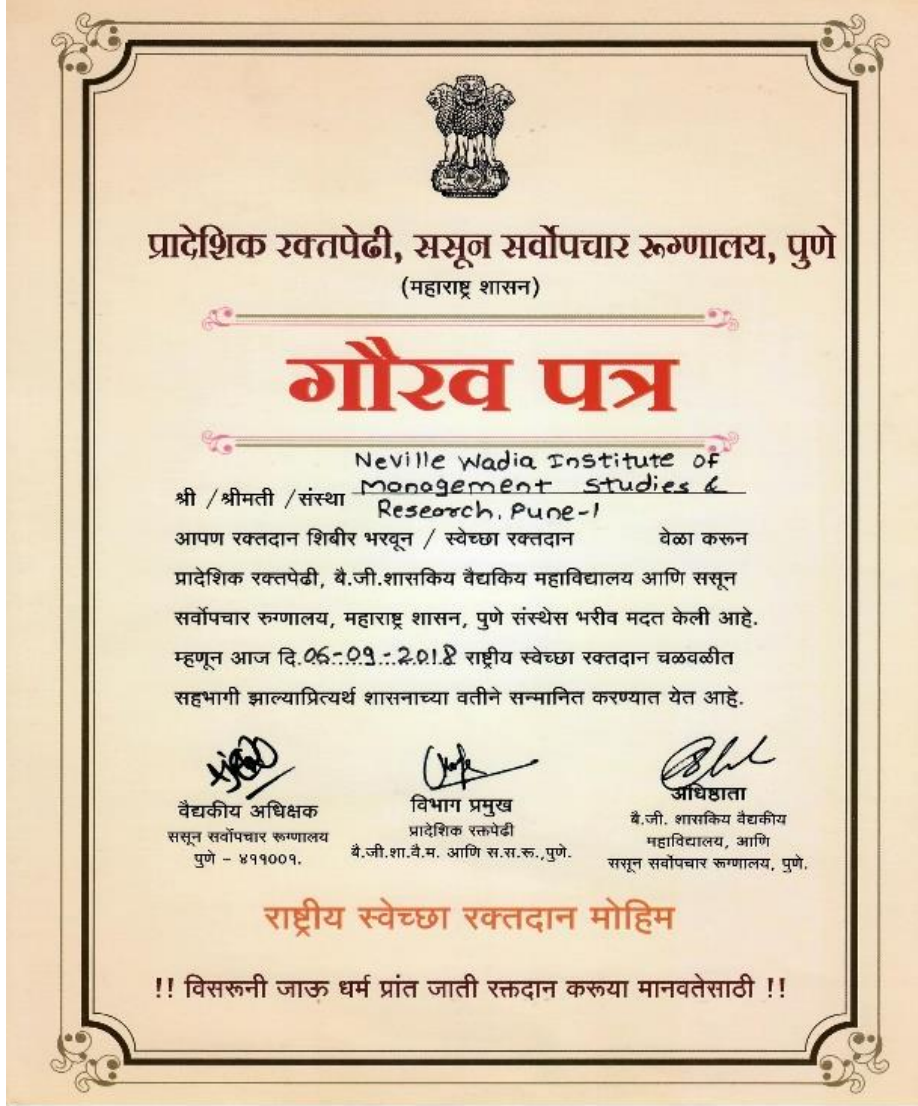 प्रादेशिक रक्तपेढी, ससून सर्वोपचार रूग्णालय, पुणे
(महाराष्ट्र शासन)
गौरव पत्र
Neville Wadia Institute of
श्री /श्रीमती /संस्था Management Studies &
Research, Pune-1
आपण रक्तदान शिबीर भरवून / स्वेच्छा रक्तदान वेळा करून
प्रादेशिक रक्तपेढी, बै.जी.शासकिय वैद्यकिय महाविद्यालय आणि ससून
सर्वोपचार रुग्णालय, महाराष्ट्र शासन, पुणे संस्थेस भरीव मदत केली आहे.
म्हणून आज दि.06-09-2018 राष्ट्रीय स्वेच्छा रक्तदान चळवळीत
सहभागी झाल्याप्रित्यर्थ शासनाच्या वतीने सन्मानित करण्यात येत आहे.
वैद्यकीय अधिक्षक
ससून सर्वोपचार रूग्णालय
पुणे - ४११००१.
विभाग प्रमुख
प्रादेशिक रक्तपेढी
बै.जी.शा.वै.म. आणि स.स.रू.,पुणे.
अधिष्ठाता
बै.जी. शासकिय वैद्यकीय
महाविद्यालय, आणि
ससून सर्वोपचार रूग्णालय, पुणे.
राष्ट्रीय स्वेच्छा रक्तदान मोहिम
!! विसरूनी जाऊ धर्म प्रांत जाती रक्तदान करूया मानवतेसाठी !!